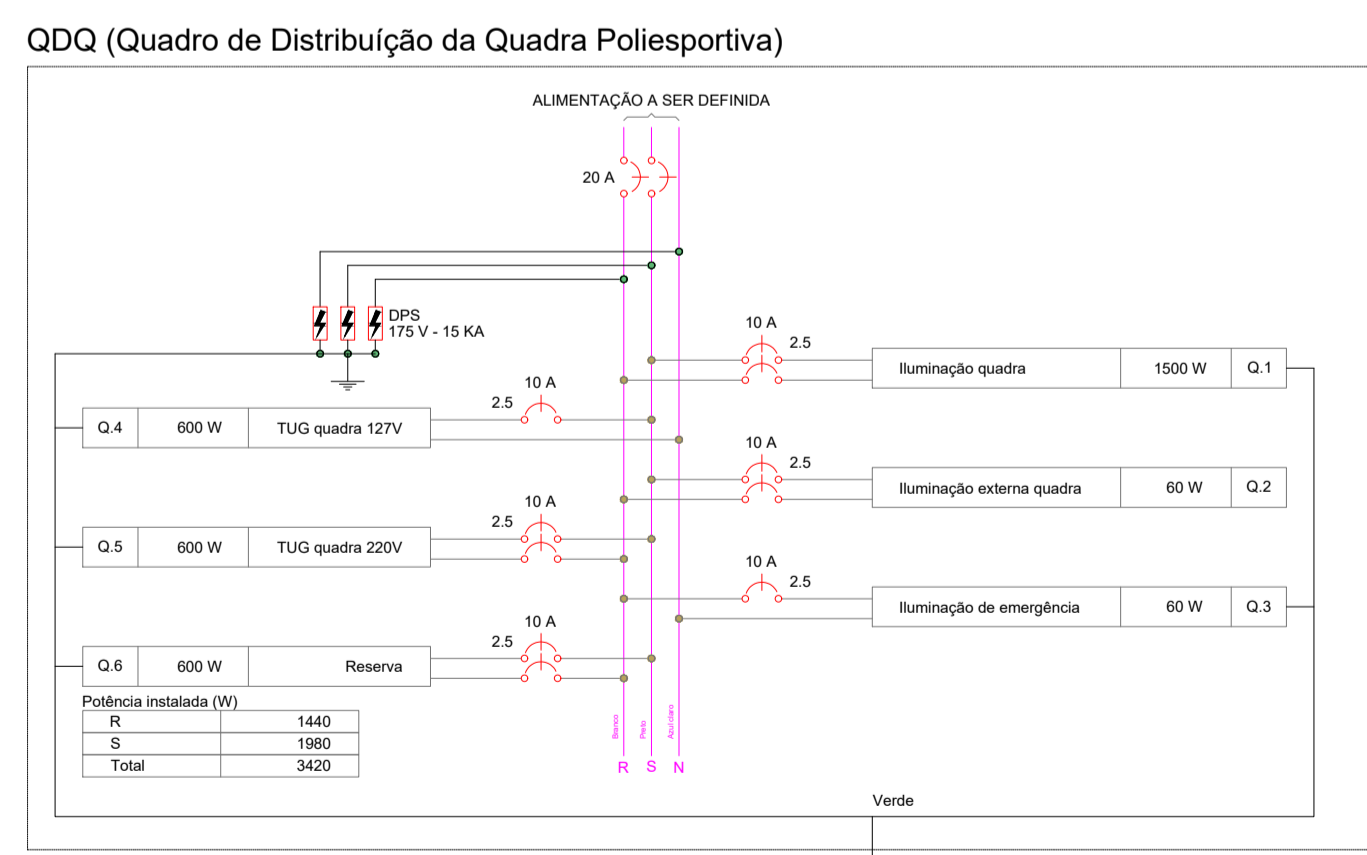 QDQ (Quadro de Distribuíção da Quadra Poliesportiva)
ALIMENTAÇÃO A SER DEFINIDA
20 A
DPS
175 V - 15 KA
10 A
2.5
Iluminação quadra 1500 W Q.1
10 A
2.5
Q.4 600 W TUG quadra 127V
10 A
2.5
Iluminação externa quadra 60 W Q.2
10 A
2.5
Q.5 600 W TUG quadra 220V
10 A
2.5
Iluminação de emergência 60 W Q.3
10 A
2.5
Q.6 600 W Reserva
Potência instalada (W)
R 1440
S 1980
Total 3420
Branco
Preto
Azul claro
R S N
Verde